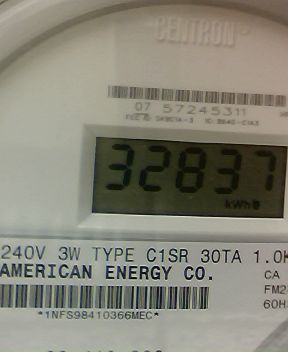 CENTRON®
07 57245311
32837
kWh
240V 3W TYPE C1SR 30TA 1.0K
AMERICAN ENERGY CO.
CA
FM2
60H
*1NFS98410366MEC*